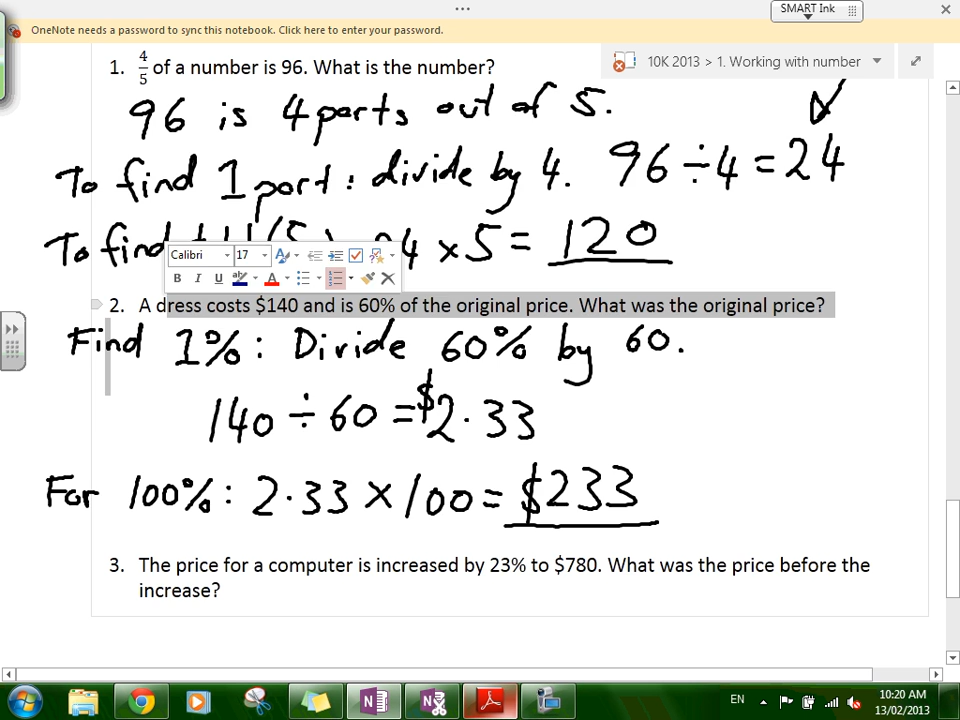 SMART Ink
OneNote needs a password to sync this notebook. Click here to enter your password.
10K 2013 > 1. Working with number
1. 4/5 of a number is 96. What is the number?
96 is 4 parts out of 5.
To find 1 part: divide by 4. 96 ÷ 4 = 24
To find 4 × 5 = 120
Calibri 17
B I U ab A
2. A dress costs $140 and is 60% of the original price. What was the original price?
Find 1%: Divide 60% by 60.
140 ÷ 60 = $2.33
For 100%: 2.33 × 100 = $233
3. The price for a computer is increased by 23% to $780. What was the price before the
increase?
EN
10:20 AM
13/02/2013